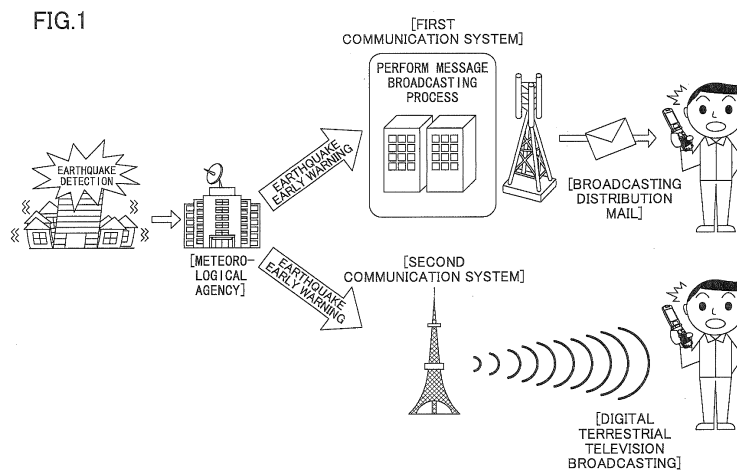 FIG.1
[FIRST
COMMUNICATION SYSTEM]
PERFORM MESSAGE
BROADCASTING
PROCESS
EARTHQUAKE
DETECTION
EARTHQUAKE
EARLY WARNING
[BROADCASTING
DISTRIBUTION
MAIL]
[METEORO-
LOGICAL
AGENCY]
EARTHQUAKE
EARLY WARNING
[SECOND
COMMUNICATION SYSTEM]
[DIGITAL
TERRESTRIAL
TELEVISION
BROADCASTING]